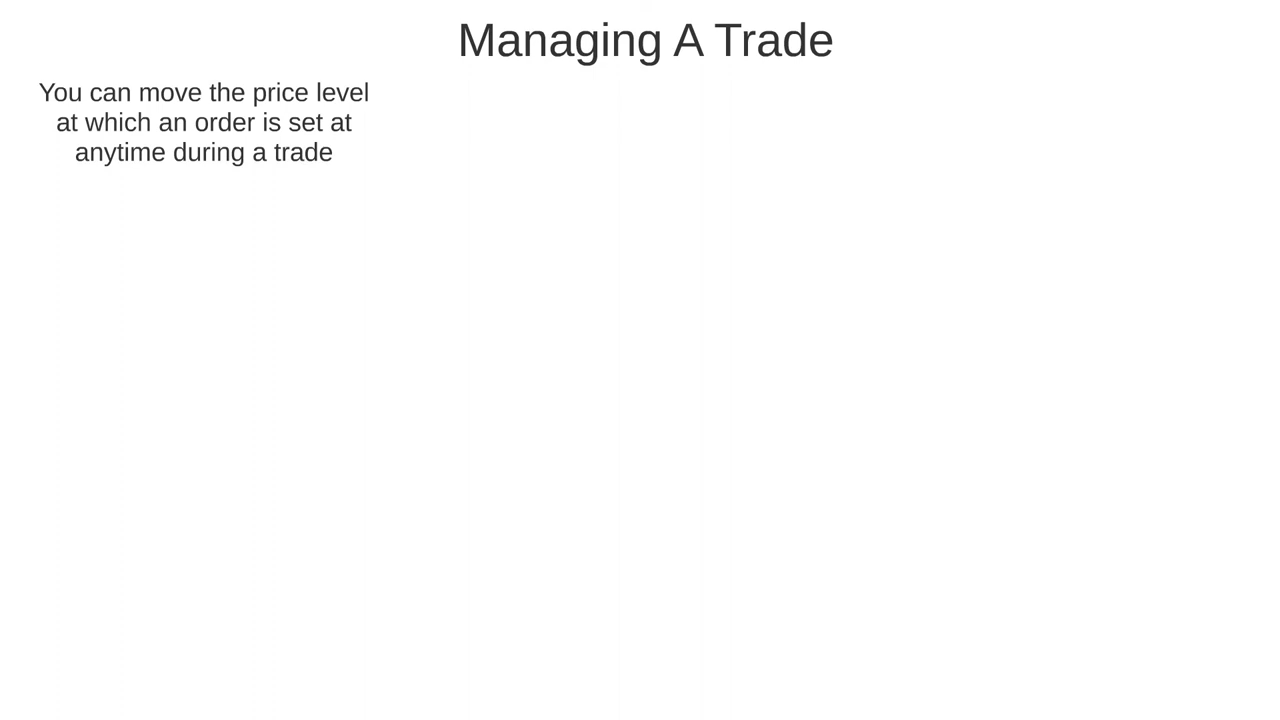 Managing A Trade
You can move the price level
at which an order is set at
anytime during a trade